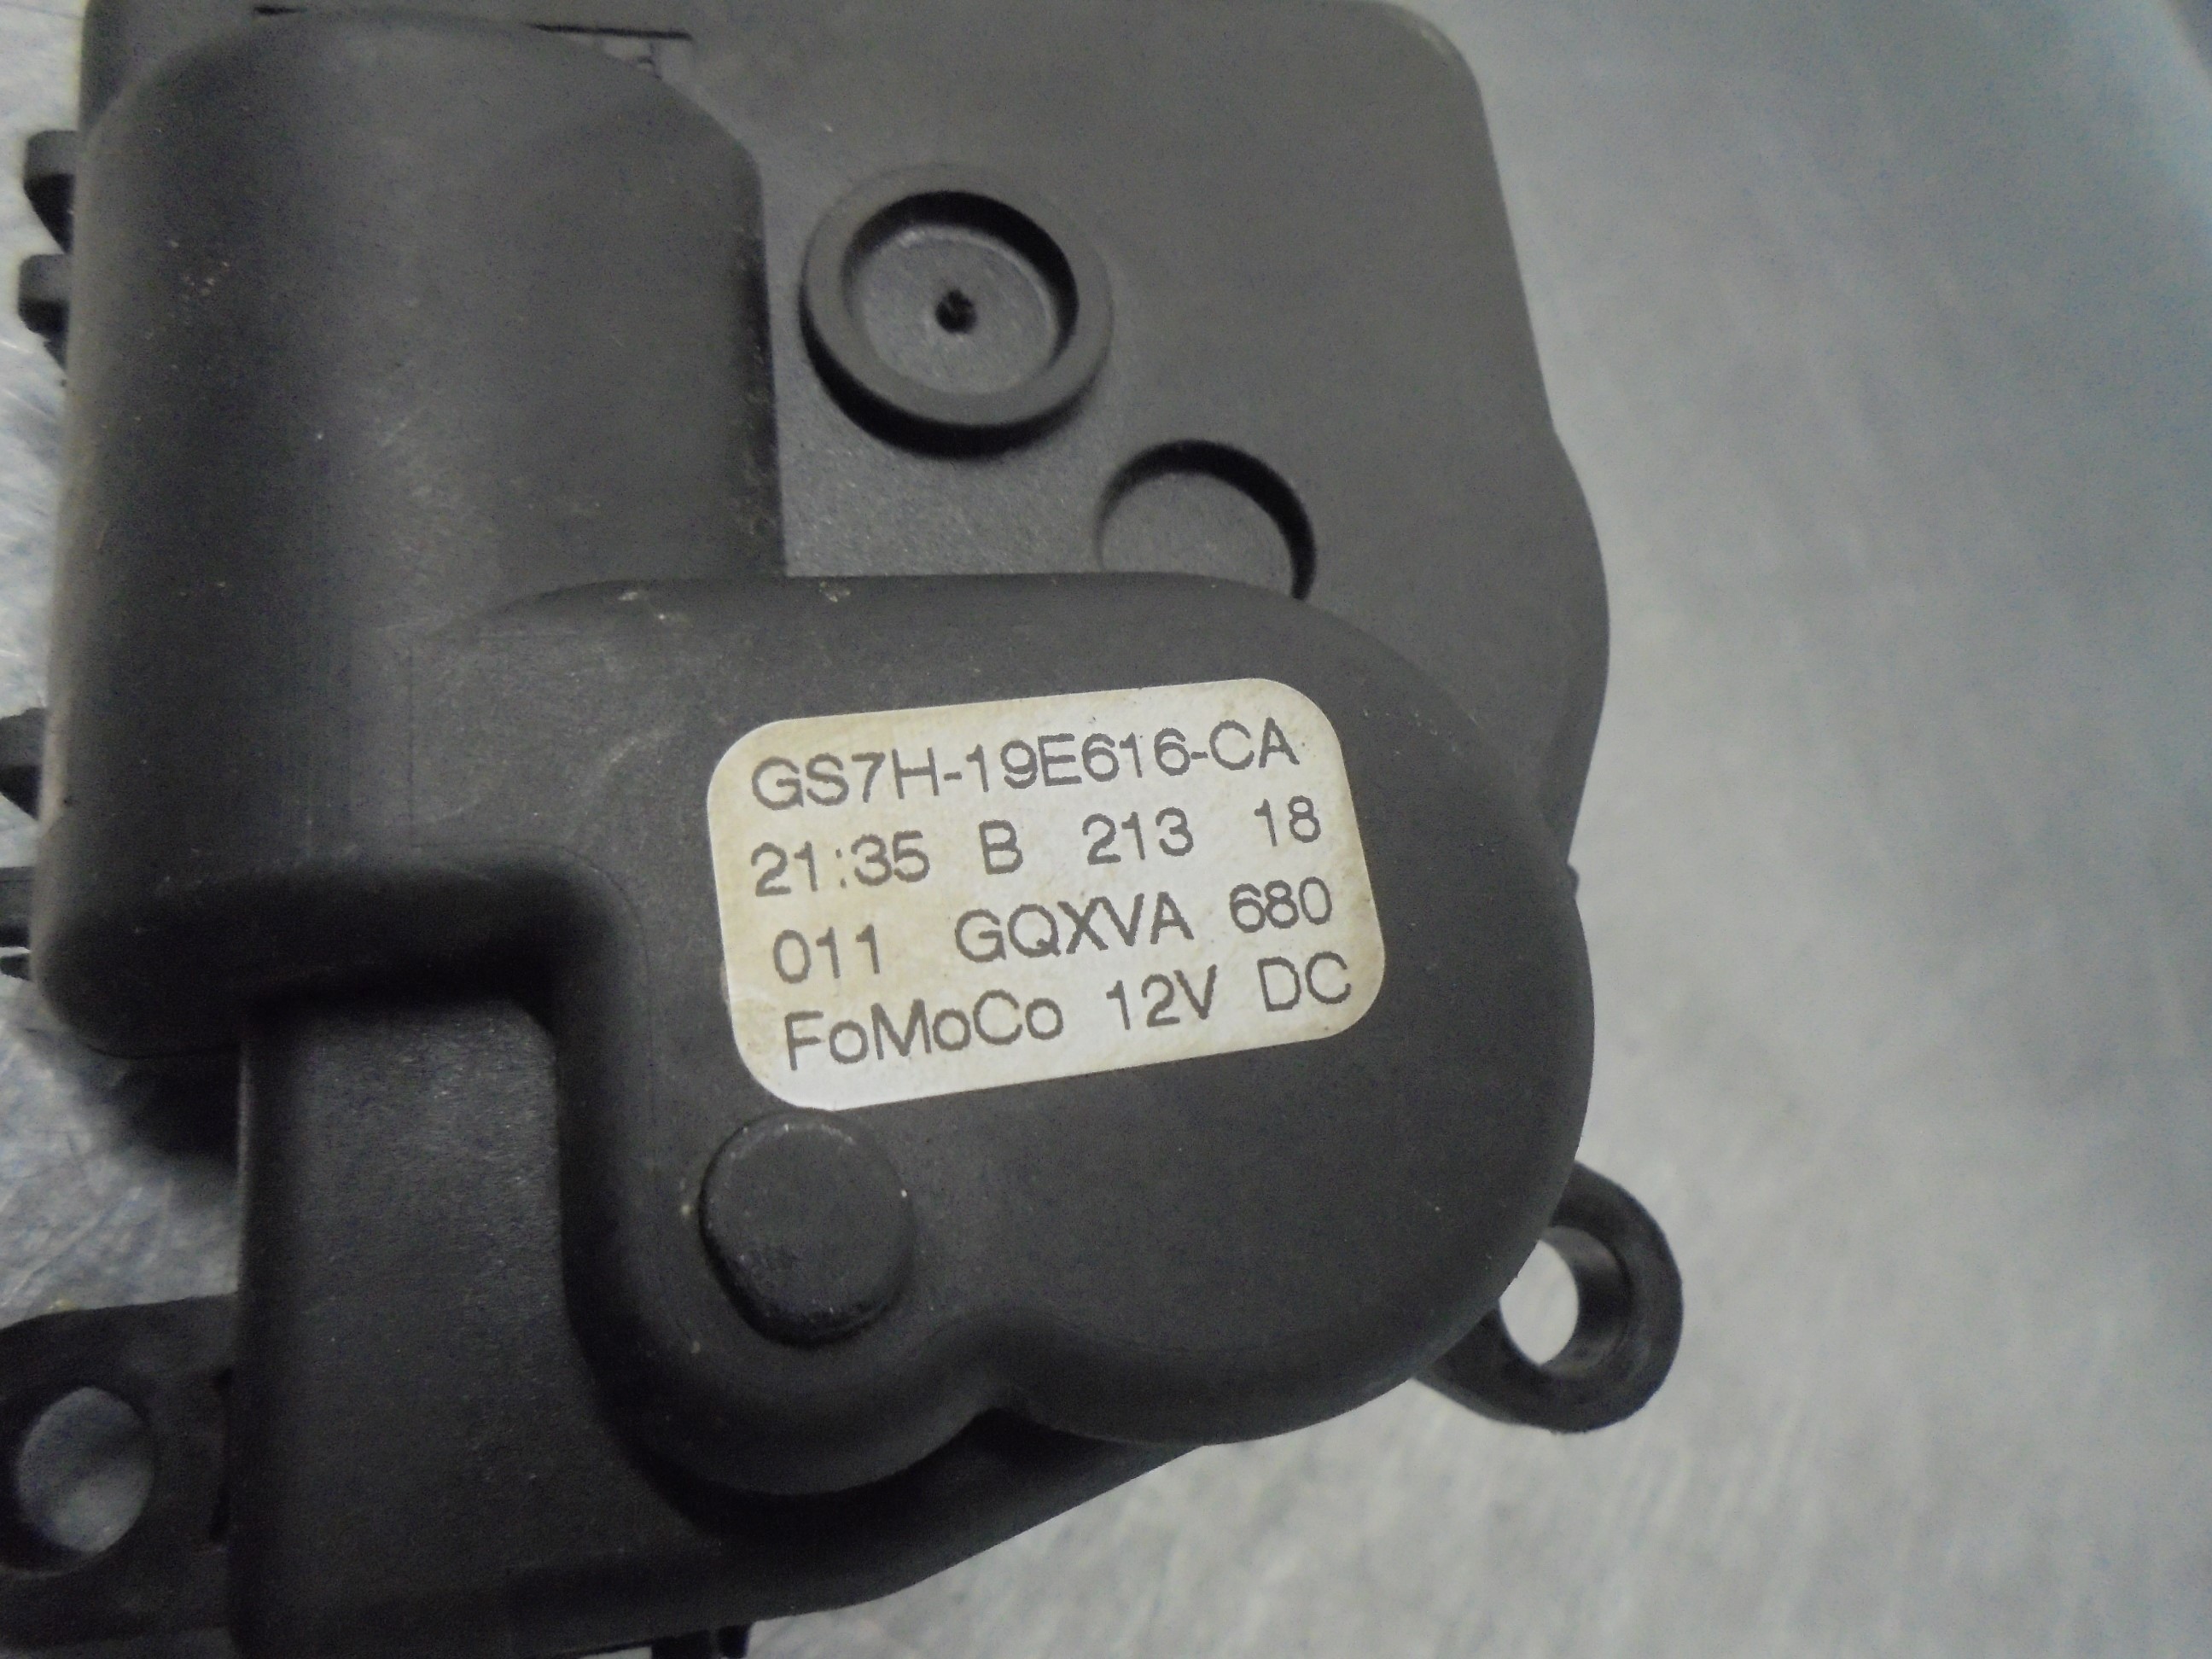 GS7H-19E616-CA
21:35 B 213 18
011 GQXVA 680
FoMoCo 12V DC